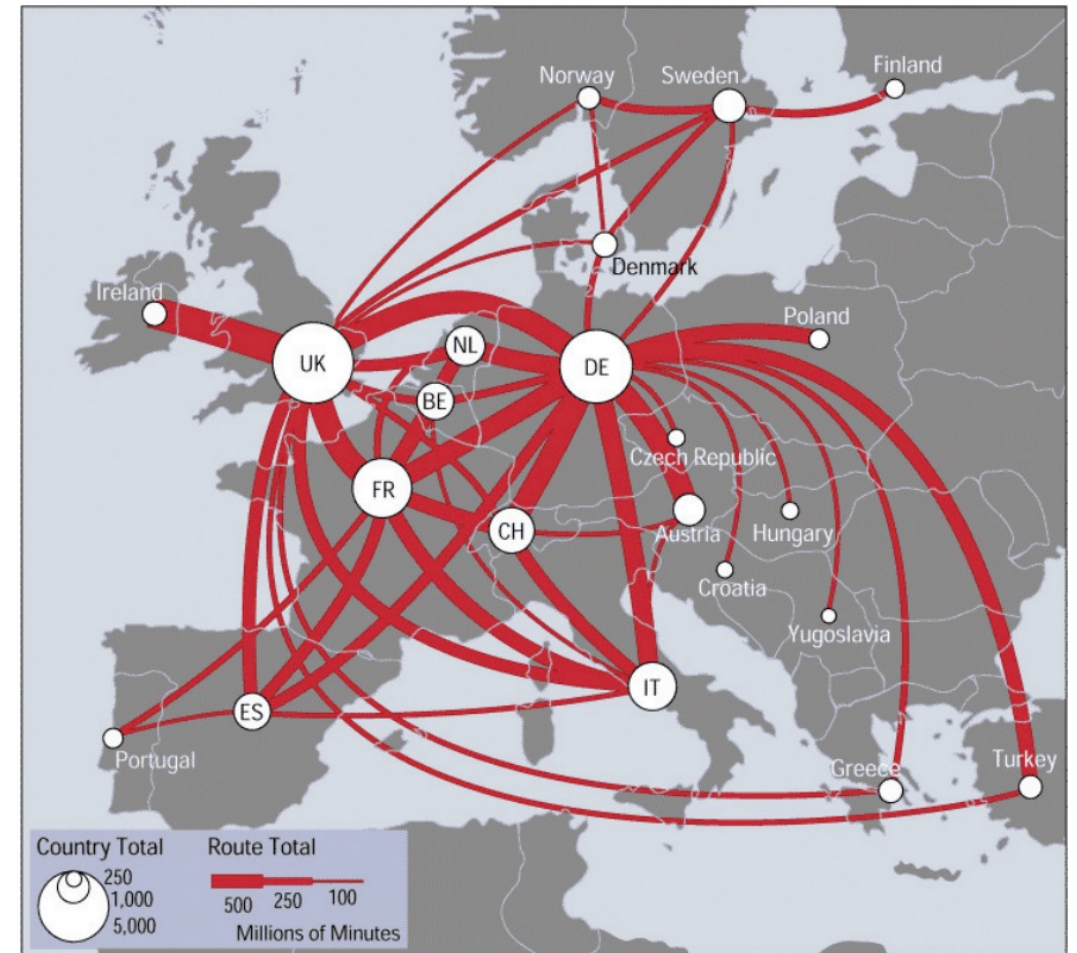 Norway
Sweden
Finland
Denmark
Ireland
UK
NL
BE
DE
Poland
FR
CH
Czech Republic
Austria
Hungary
Croatia
Yugoslavia
IT
ES
Portugal
Greece
Turkey
Country Total
250
1,000
5,000
Route Total
500 250 100
Millions of Minutes